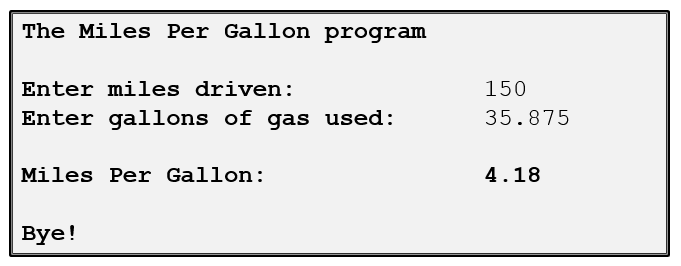 The Miles Per Gallon program
Enter miles driven: 150
Enter gallons of gas used: 35.875
Miles Per Gallon: 4.18
Bye!